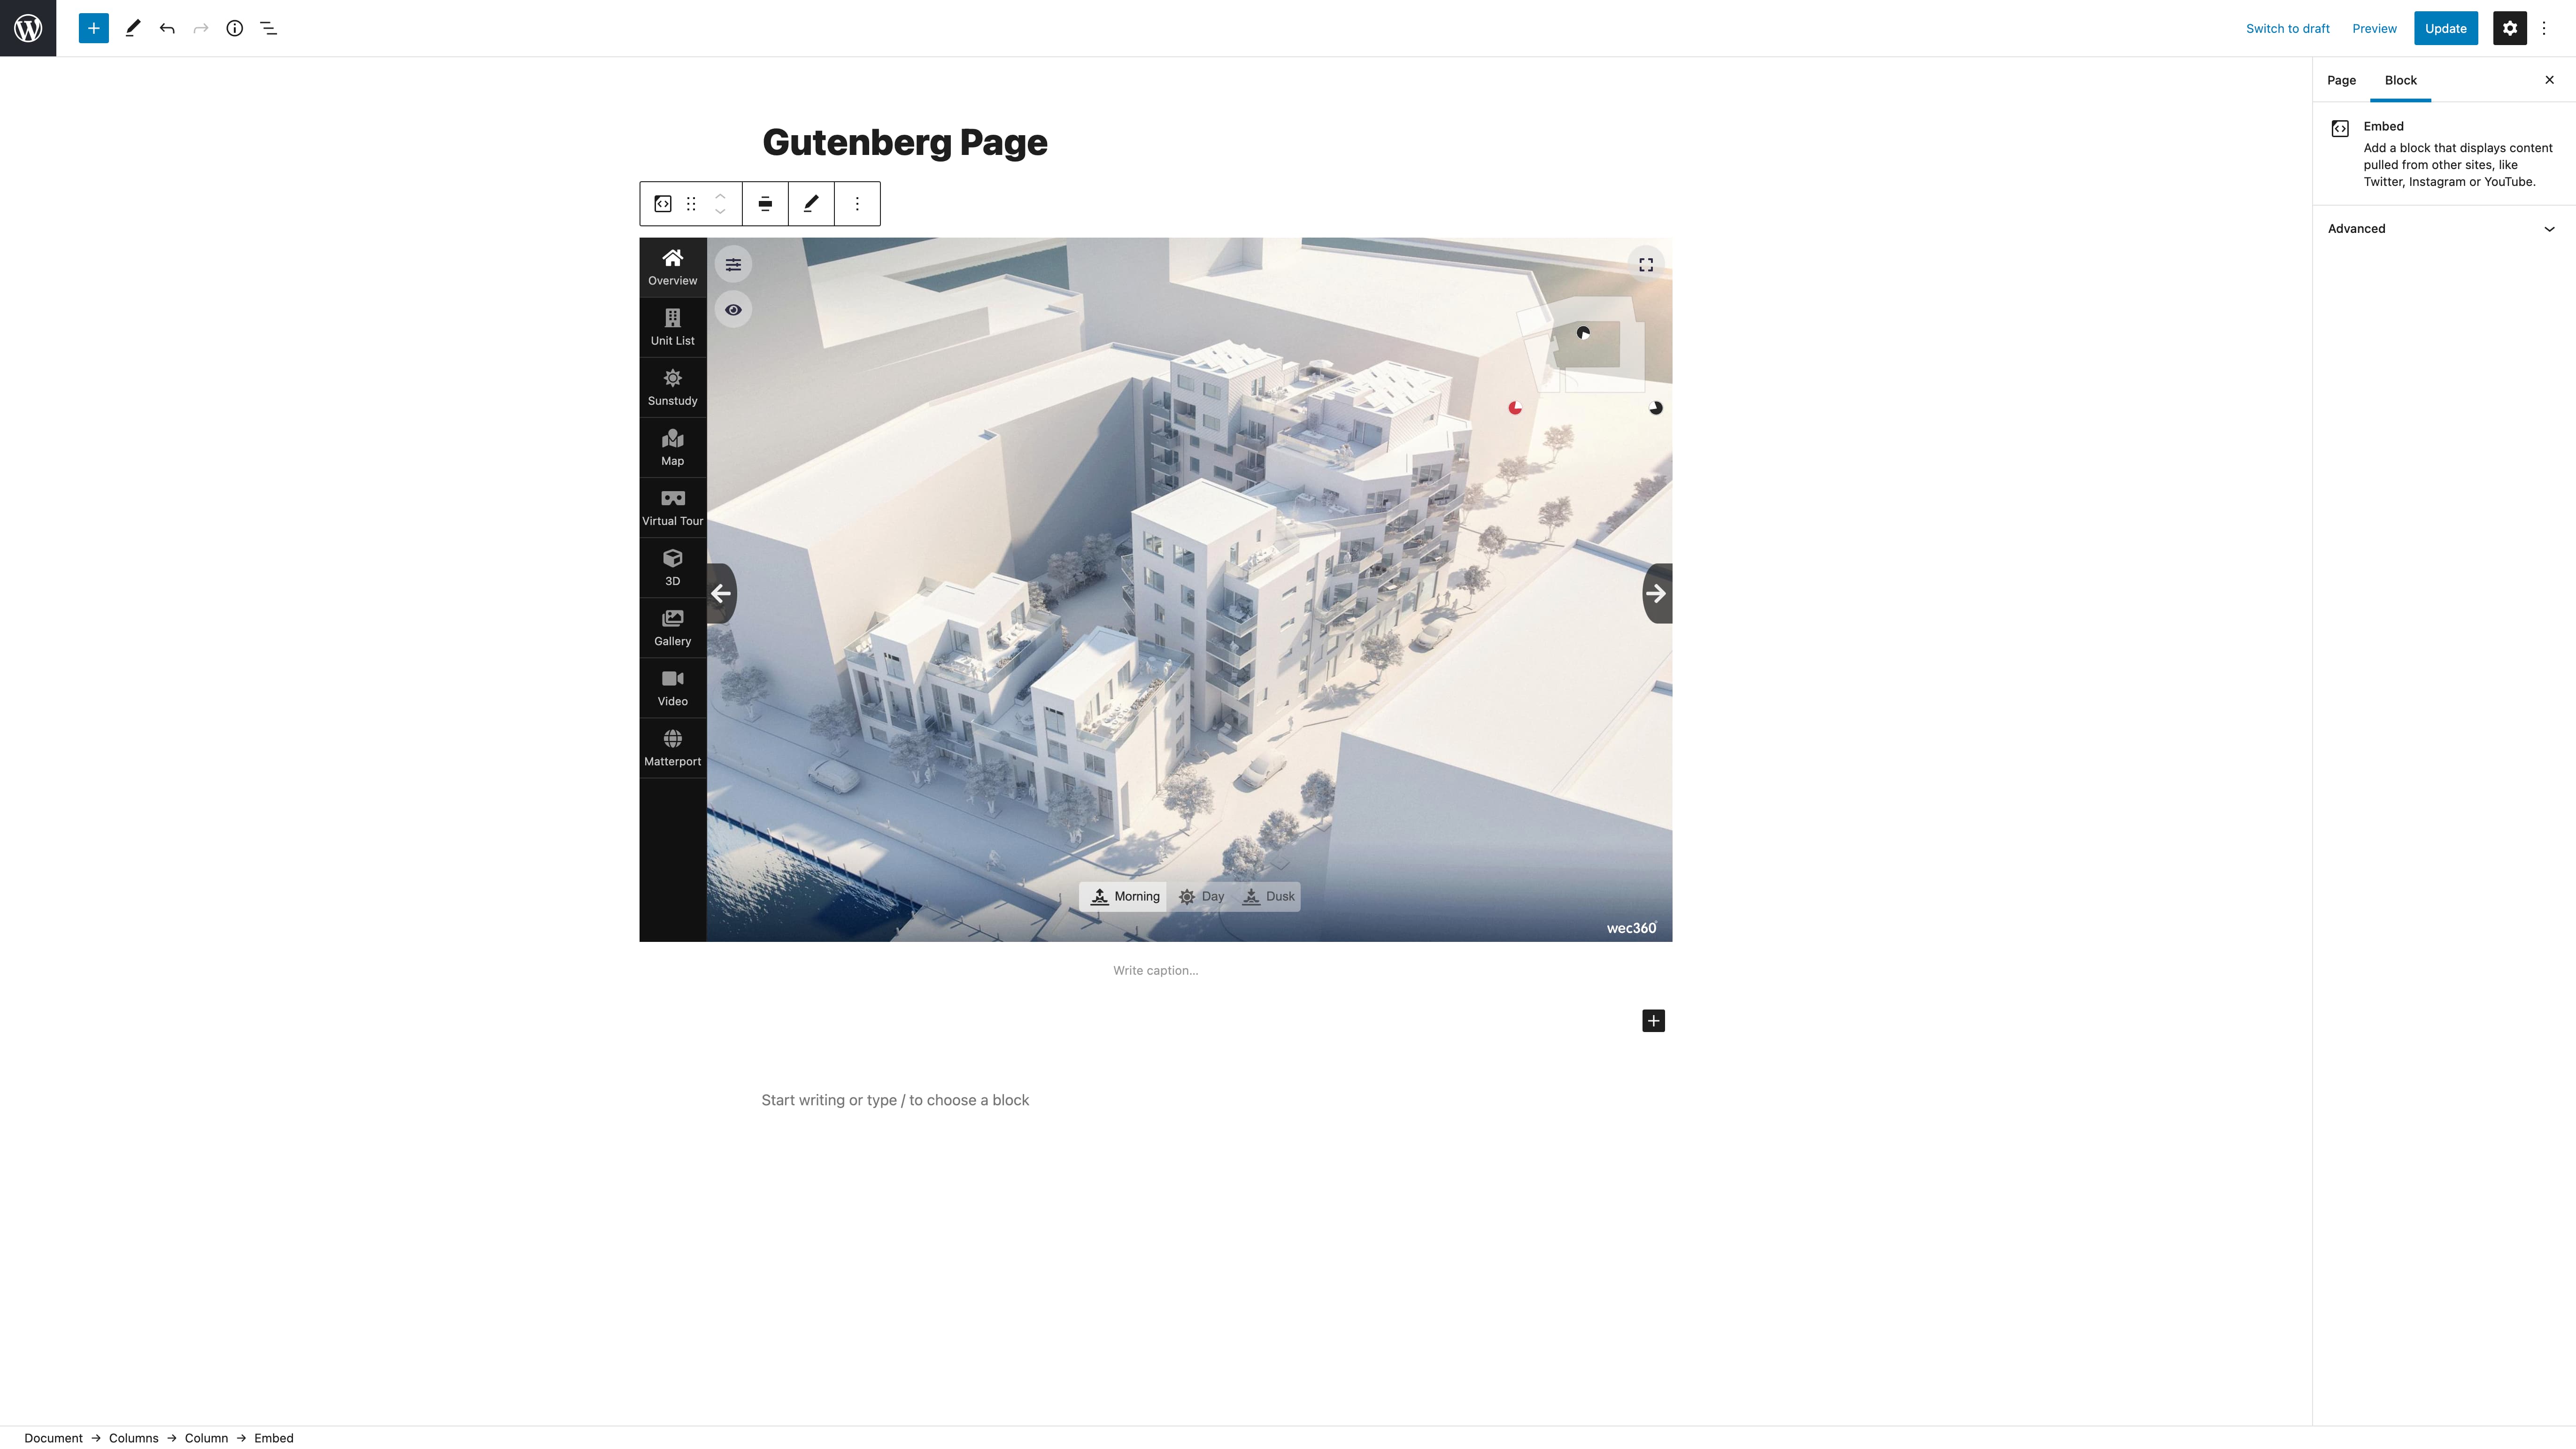 Switch to draft
Preview
Update
Page
Block
Embed
Add a block that displays content
pulled from other sites, like
Twitter, Instagram or YouTube.
Advanced
Gutenberg Page
Overview
Unit List
Sunstudy
Map
Virtual Tour
3D
Gallery
Video
Matterport
Morning
Day
Dusk
wec360°
Write caption...
Start writing or type / to choose a block
Document → Columns → Column → Embed